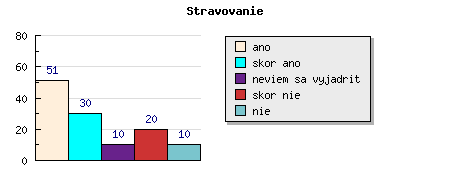 Stravovanie
80
60
40
20
0
51
30
10
20
10
ano
skor ano
neviem sa vyjadrit
skor nie
nie